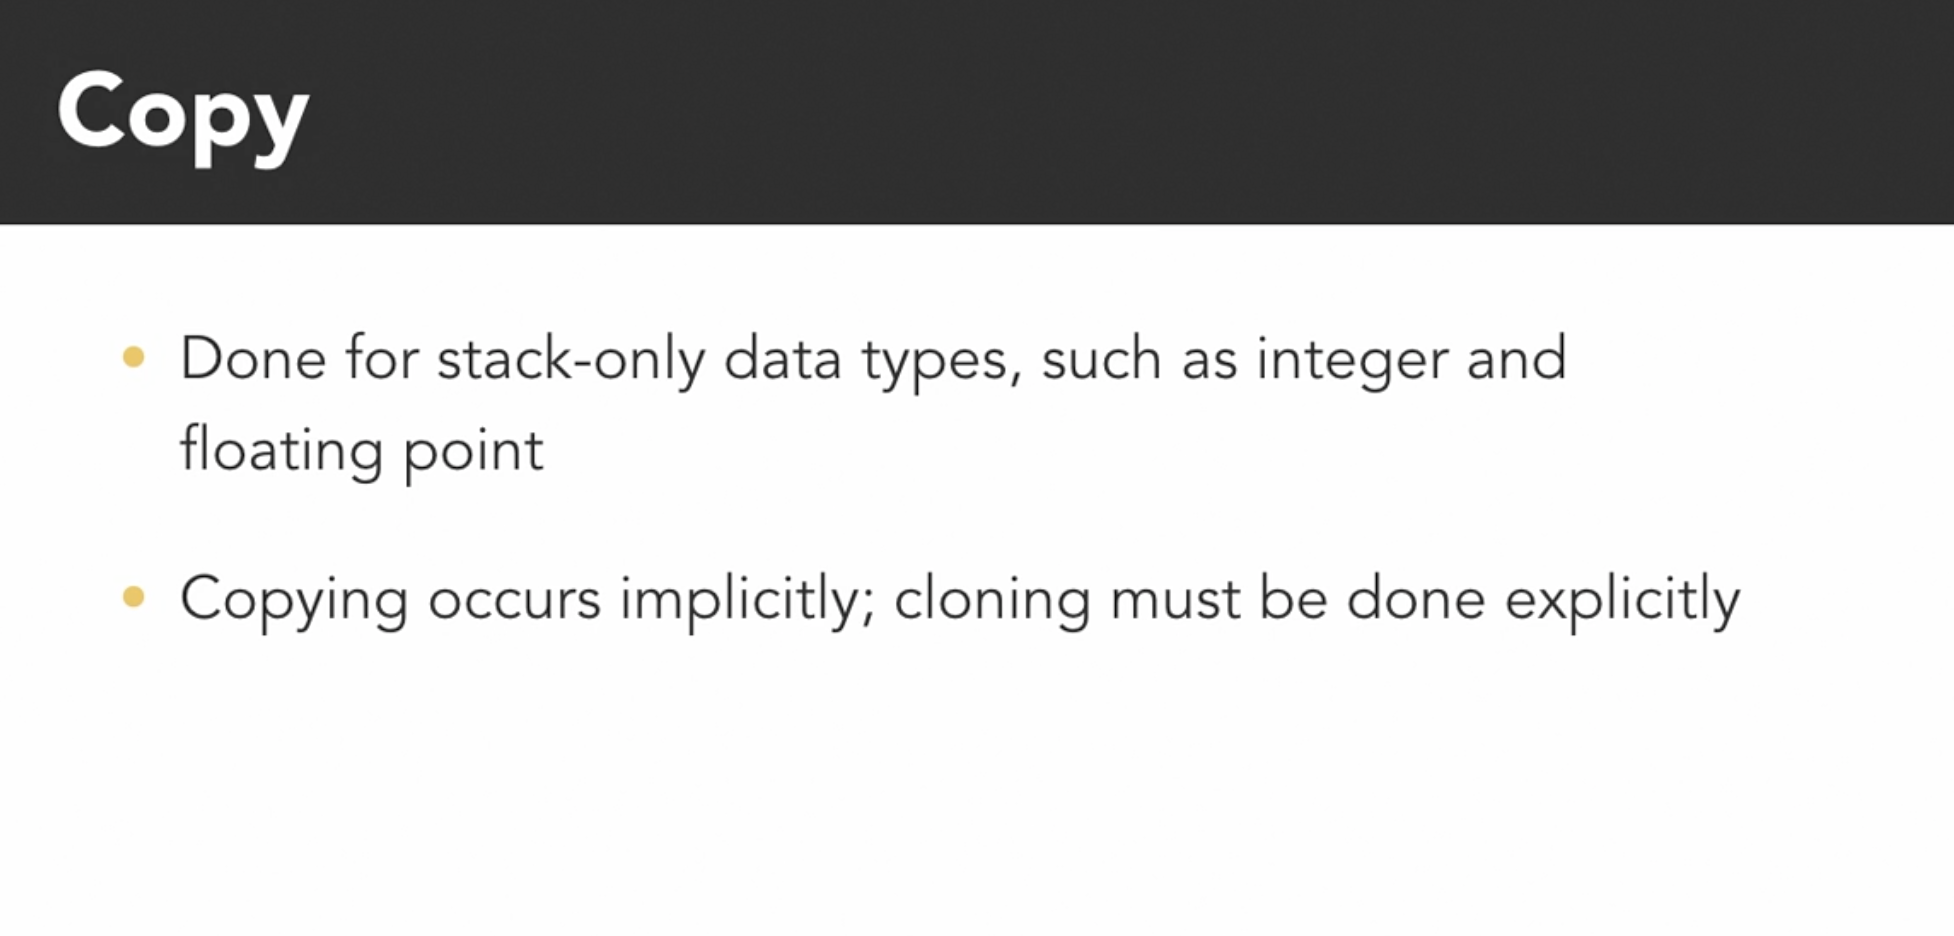 Copy
• Done for stack-only data types, such as integer and
floating point
• Copying occurs implicitly; cloning must be done explicitly